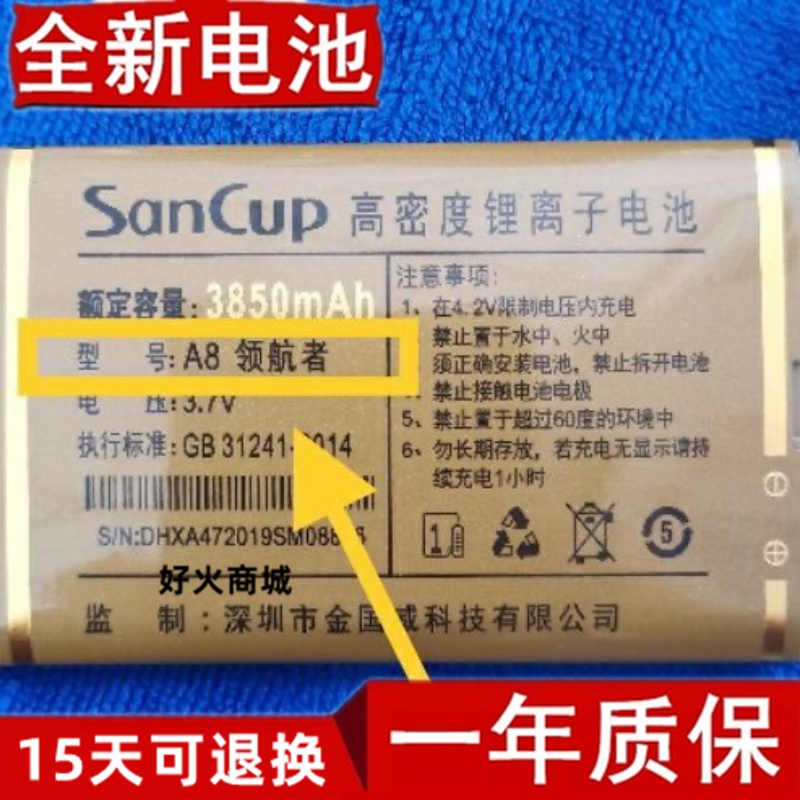 全新电池
SanCup 高密度锂离子电池
额定容量: 3850mAh
型 号: A8 领航者
电 压: 3.7V
执行标准: GB 31241-2014
S/N:DHXA472019SM08
好火商城
注意事项:
1、在4.2V限制电压内充电
禁止置于水中、火中
须正确安装电池，禁止拆开电池
禁止接触电池电极
5、禁止置于超过60度的环境中
6、勿长期存放，若充电无显示请持
续充电1小时
1
5
监 制: 深圳市金国威科技有限公司
15天可退换
一年质保